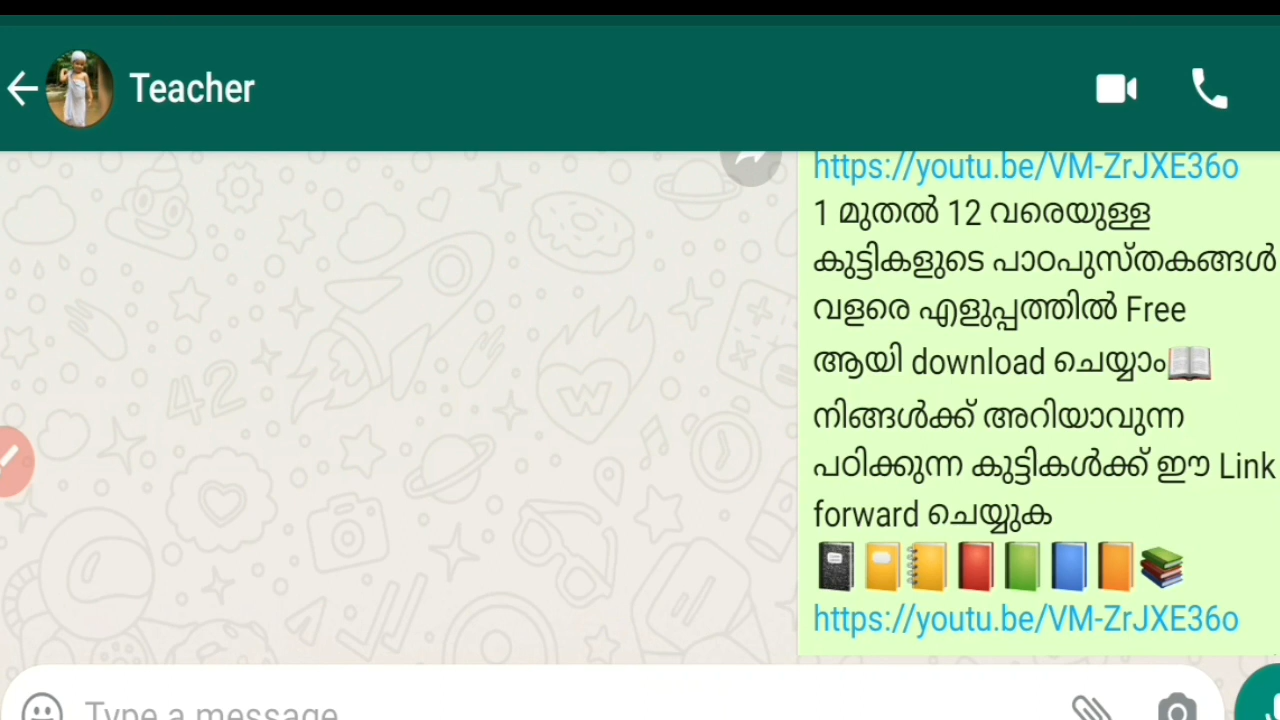 Teacher
https://youtu.be/VM-ZrJXE36o
1 മുതൽ 12 വരെയുള്ള
കുട്ടികളുടെ പാഠപുസ്തകങ്ങൾ
വളരെ എളുപ്പത്തിൽ Free
ആയി download ചെയ്യാം📖
നിങ്ങൾക്ക് അറിയാവുന്ന
പഠിക്കുന്ന കുട്ടികൾക്ക് ഈ Link
forward ചെയ്യുക
📓📒📔📕📗📘📙📚
https://youtu.be/VM-ZrJXE36o
Type a message